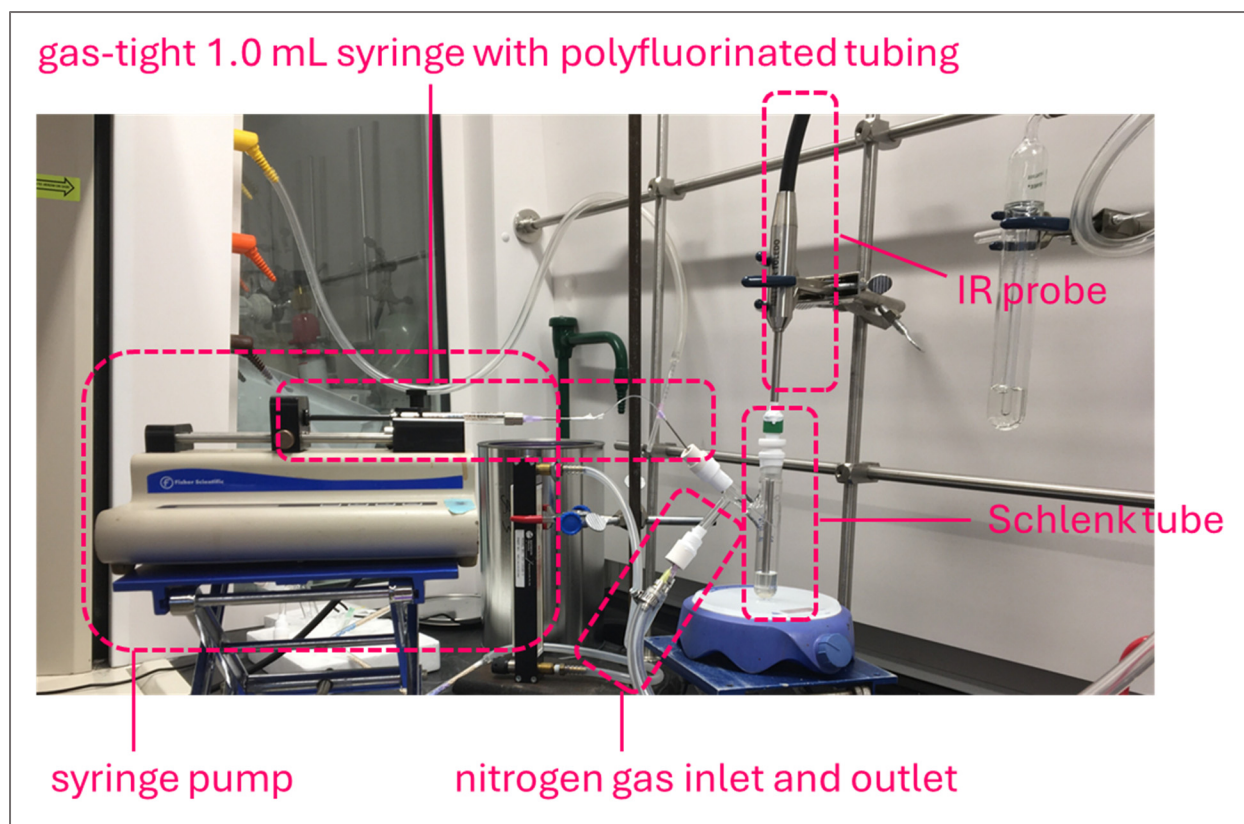 gas-tight 1.0 mL syringe with polyfluorinated tubing
IR probe
Fisher Scientific
Schlenk tube
syringe pump
nitrogen gas inlet and outlet